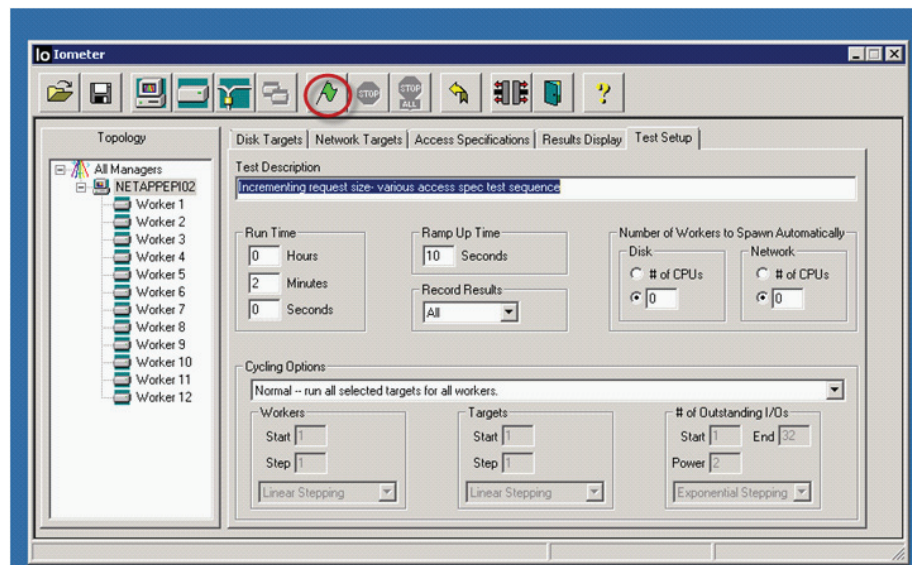 Io Iometer
STOP
STOP ALL
?
Topology
All Managers
NETAPPEPI02
Worker 1
Worker 2
Worker 3
Worker 4
Worker 5
Worker 6
Worker 7
Worker 8
Worker 9
Worker 10
Worker 11
Worker 12
Disk Targets Network Targets Access Specifications Results Display Test Setup
Test Description
Incrementing request size- various access spec test sequence
Run Time
0 Hours
2 Minutes
0 Seconds
Ramp Up Time
10 Seconds
Record Results
All
Number of Workers to Spawn Automatically
Disk
# of CPUs
0
Network
# of CPUs
0
Cycling Options
Normal -- run all selected targets for all workers.
Workers
Start 1
Step 1
Linear Stepping
Targets
Start 1
Step 1
Linear Stepping
# of Outstanding I/Os
Start 1 End 32
Power 2
Exponential Stepping